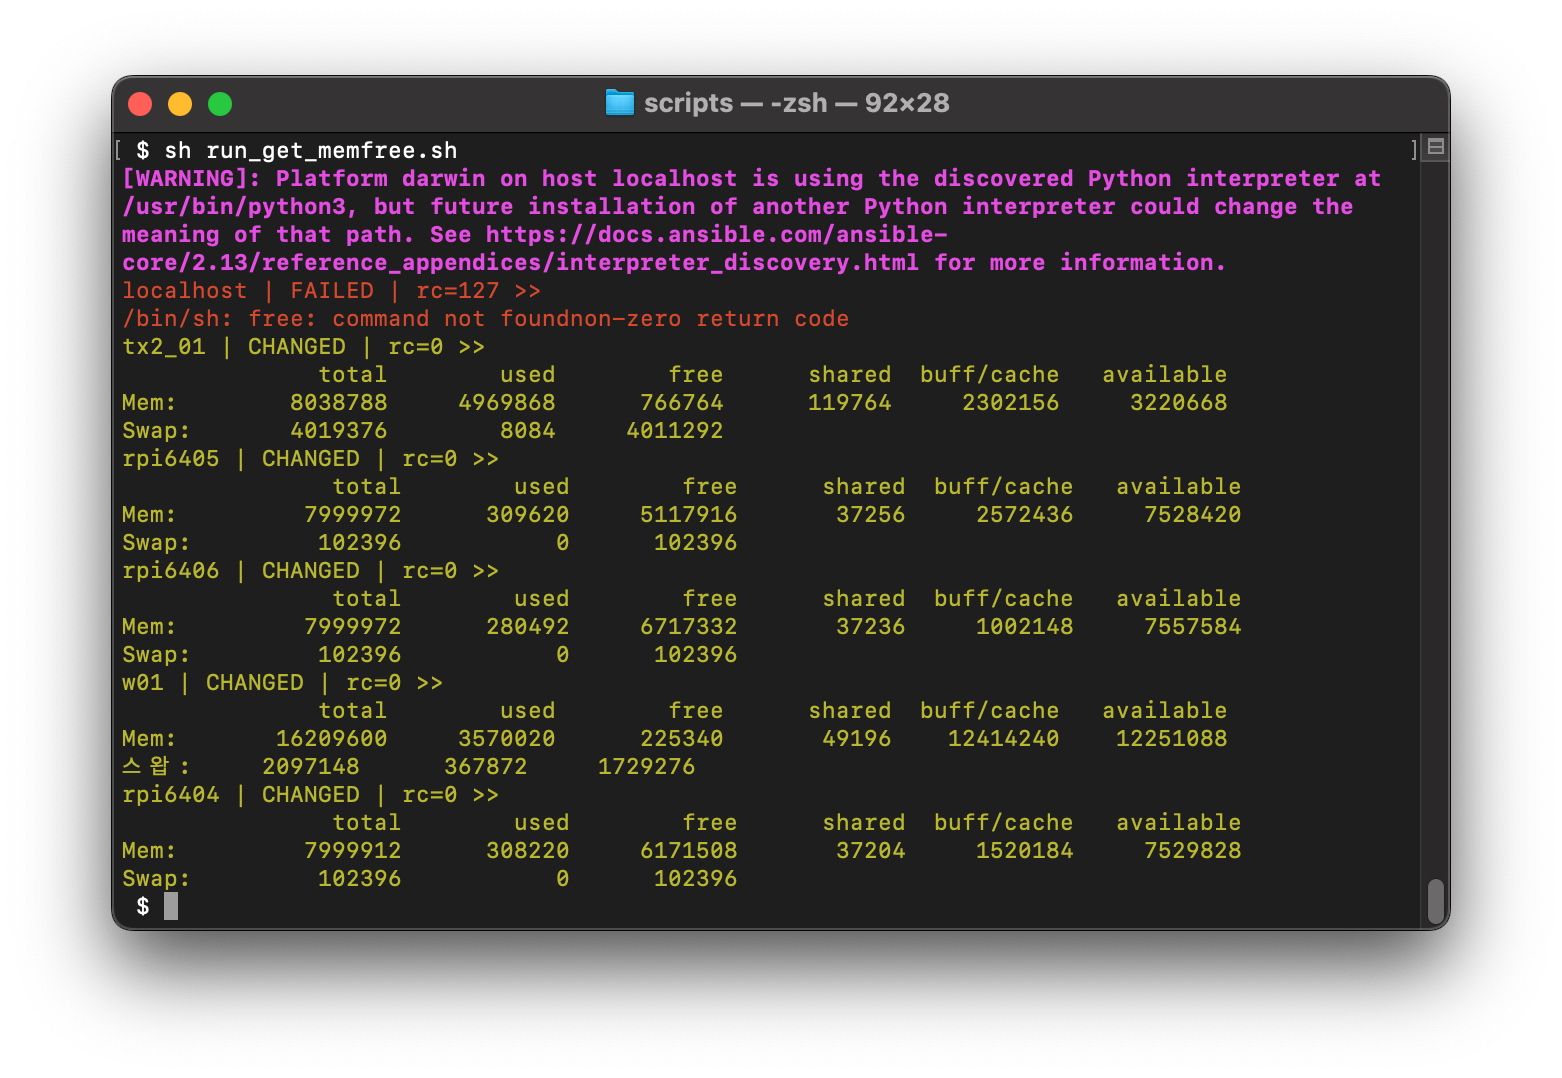 scripts — -zsh — 92×28
[ $ sh run_get_memfree.sh ]
[WARNING]: Platform darwin on host localhost is using the discovered Python interpreter at
/usr/bin/python3, but future installation of another Python interpreter could change the
meaning of that path. See https://docs.ansible.com/ansible-
core/2.13/reference_appendices/interpreter_discovery.html for more information.
localhost | FAILED | rc=127 >>
/bin/sh: free: command not foundnon-zero return code
tx2_01 | CHANGED | rc=0 >>
              total        used        free      shared  buff/cache   available
Mem:        8038788     4969868      766764      119764     2302156     3220668
Swap:       4019376        8084     4011292
rpi6405 | CHANGED | rc=0 >>
               total        used        free      shared  buff/cache   available
Mem:         7999972      309620     5117916       37256     2572436     7528420
Swap:         102396           0      102396
rpi6406 | CHANGED | rc=0 >>
               total        used        free      shared  buff/cache   available
Mem:         7999972      280492     6717332       37236     1002148     7557584
Swap:         102396           0      102396
w01 | CHANGED | rc=0 >>
              total        used        free      shared  buff/cache   available
Mem:       16209600     3570020      225340       49196    12414240    12251088
스왑:     2097148      367872     1729276
rpi6404 | CHANGED | rc=0 >>
               total        used        free      shared  buff/cache   available
Mem:         7999912      308220     6171508       37204     1520184     7529828
Swap:         102396           0      102396
$